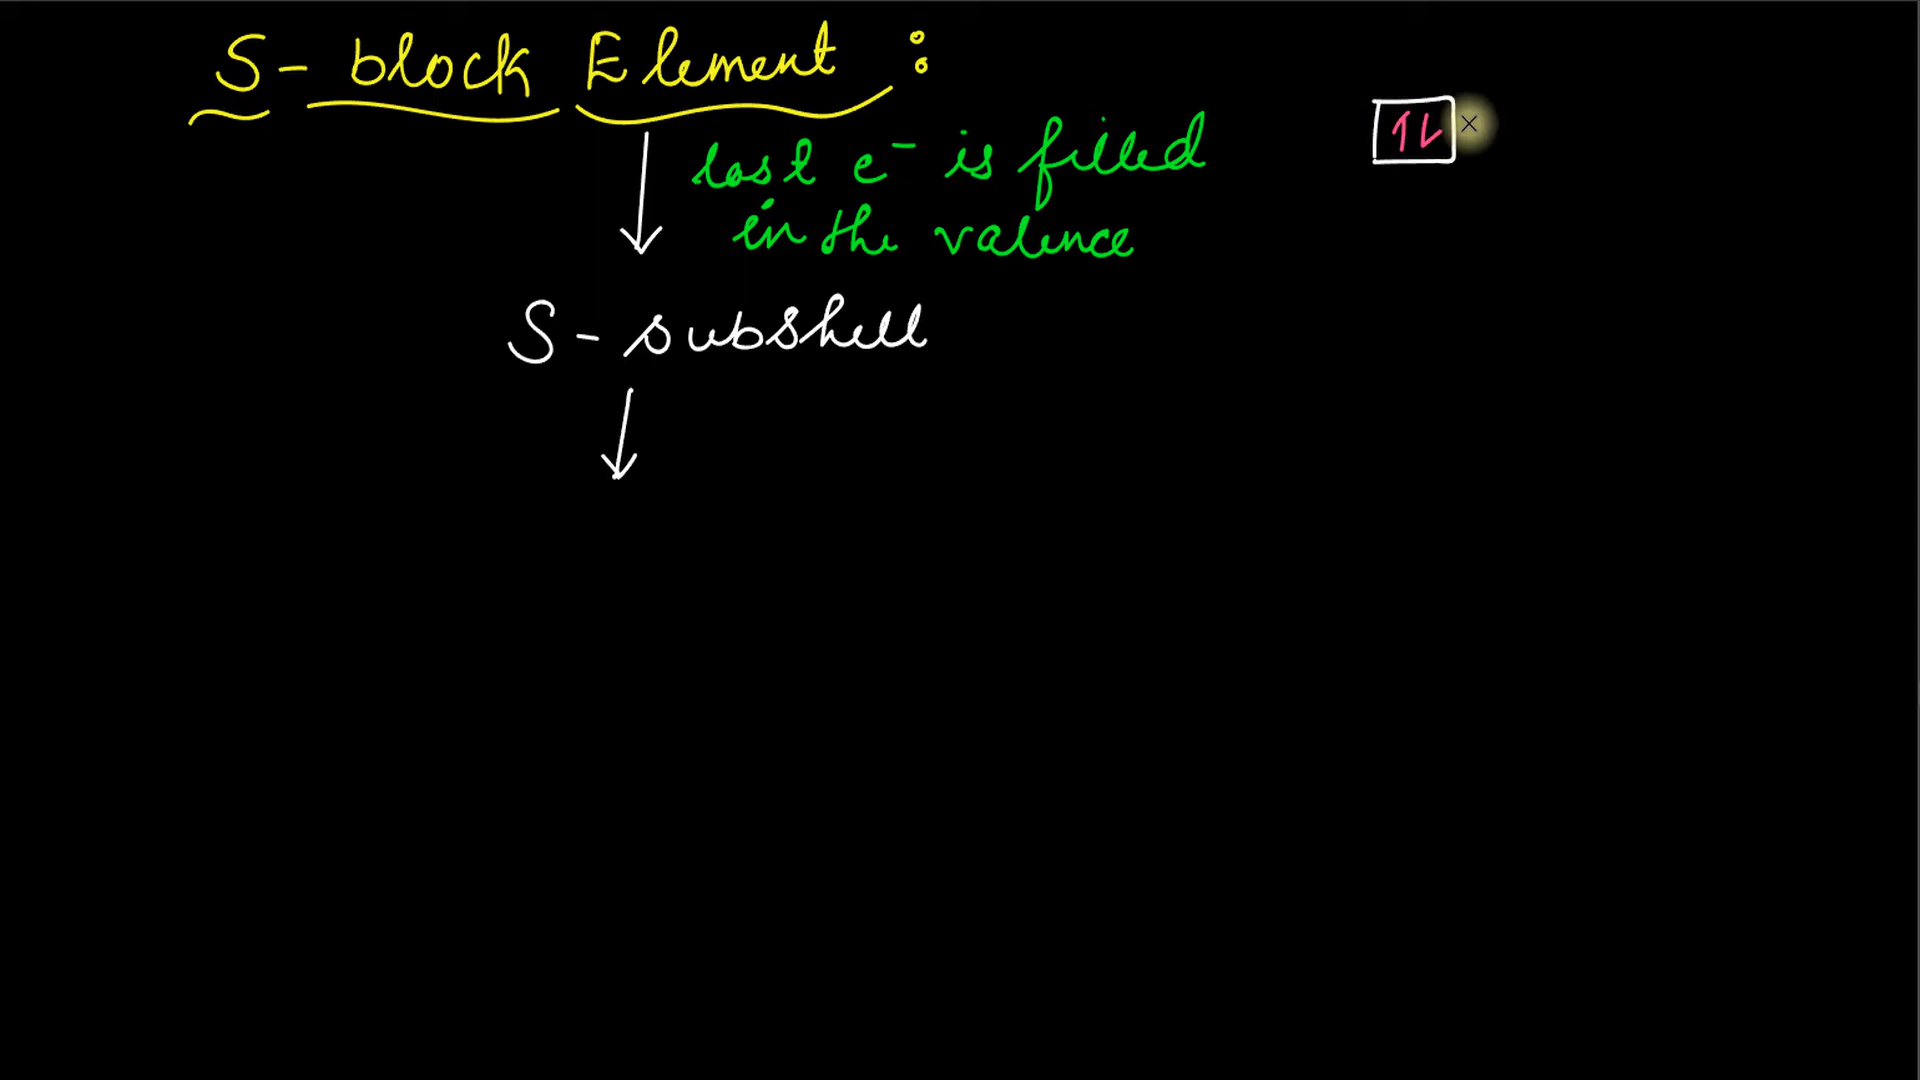 S- block Element :
last e⁻ is filled
in the valence
S- subshell
↑↓